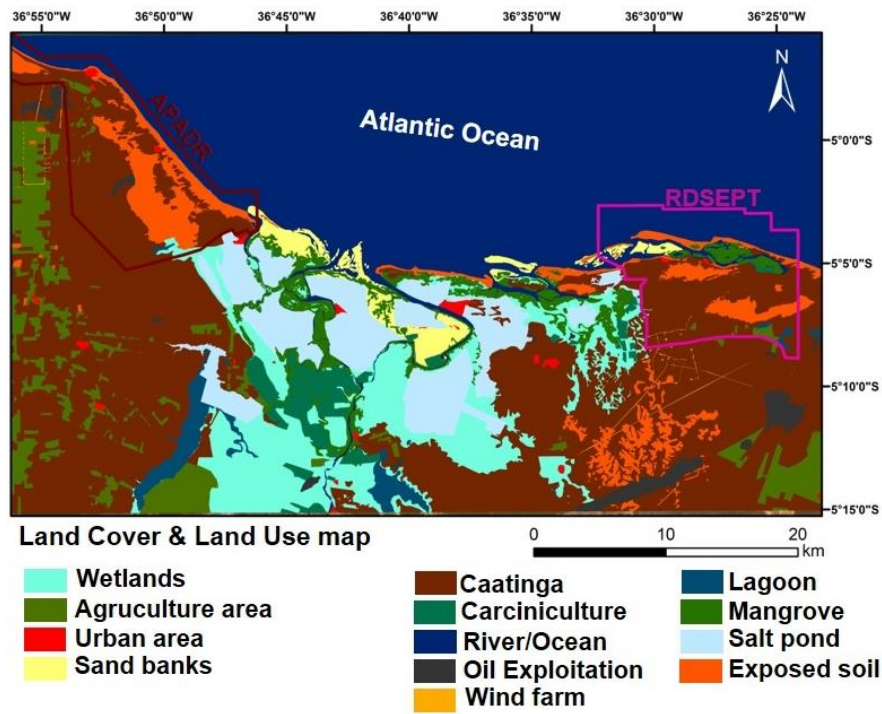 36°55'0"W 36°50'0"W 36°45'0"W 36°40'0"W 36°35'0"W 36°30'0"W 36°25'0"W
N
APADR
Atlantic Ocean
5°0'0"S
RDSEPT
5°5'0"S
5°10'0"S
5°15'0"S
Land Cover & Land Use map
0 10 20
km
Wetlands
Agruculture area
Urban area
Sand banks
Caatinga
Carciniculture
River/Ocean
Oil Exploitation
Wind farm
Lagoon
Mangrove
Salt pond
Exposed soil